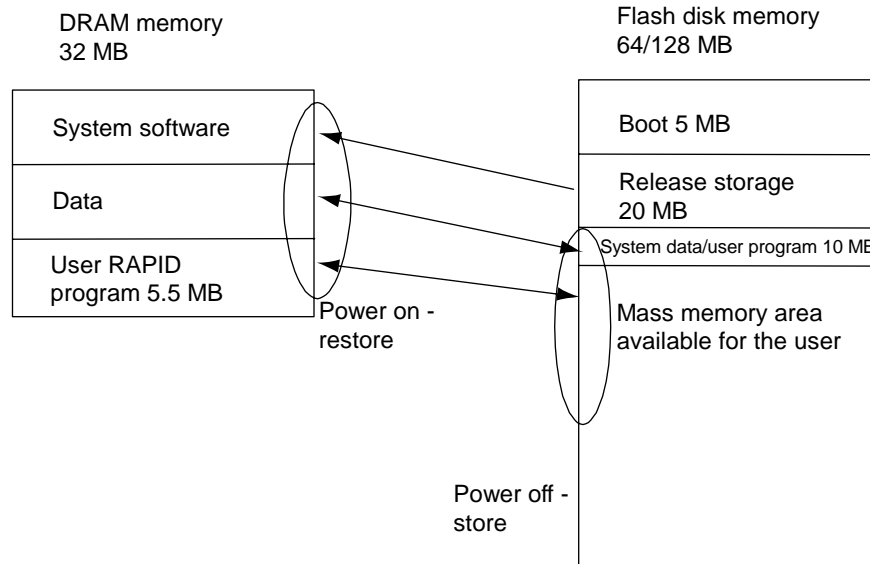 DRAM memory
32 MB
System software
Data
User RAPID
program 5.5 MB
Power on -
restore
Flash disk memory
64/128 MB
Boot 5 MB
Release storage
20 MB
System data/user program 10 MB
Mass memory area
available for the user
Power off -
store